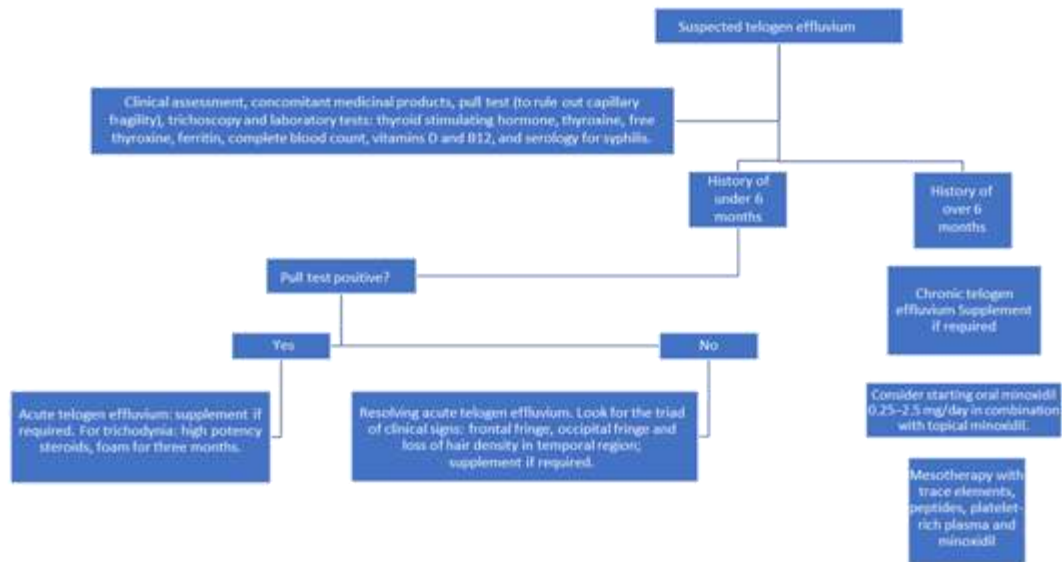 Suspected telogen effluvium
Clinical assessment, concomitant medicinal products, pull test (to rule out capillary
fragility), trichoscopy and laboratory tests: thyroid stimulating hormone, thyroxine, free
thyroxine, ferritin, complete blood count, vitamins D and B12, and serology for syphilis.
History of
under 6
months
History of
over 6
months
Pull test positive?
Chronic telogen
effluvium Supplement
if required
Yes
No
Acute telogen effluvium: supplement if
required. For trichodynia: high potency
steroids, foam for three months.
Resolving acute telogen effluvium. Look for the triad
of clinical signs: frontal fringe, occipital fringe and
loss of hair density in temporal region;
supplement if required.
Consider starting oral minoxidil
0.25–2.5 mg/day in combination
with topical minoxidil.
Mesotherapy with
trace elements,
peptides, platelet-
rich plasma and
minoxidil